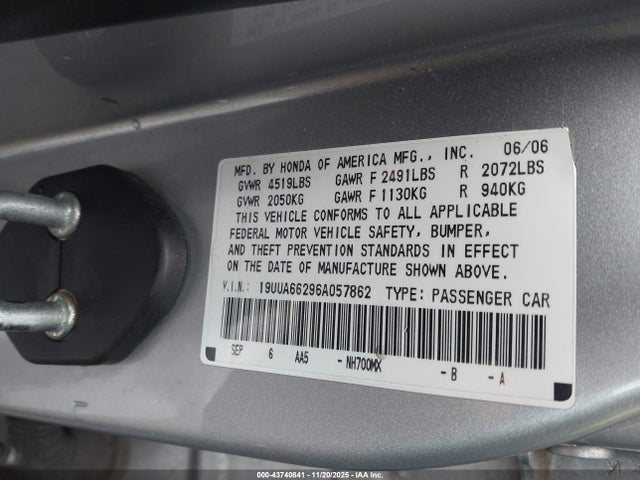 MFD. BY HONDA OF AMERICA MFG., INC. 06/06
GVWR 4519LBS GAWR F 2491LBS R 2072LBS
GVWR 2050KG GAWR F 1130KG R 940KG
THIS VEHICLE CONFORMS TO ALL APPLICABLE
FEDERAL MOTOR VEHICLE SAFETY, BUMPER,
AND THEFT PREVENTION STANDARDS IN EFFECT
ON THE DATE OF MANUFACTURE SHOWN ABOVE.
V.I.N.: 19UUA66296A057862 TYPE: PASSENGER CAR
SEP 6 AA5 -NH700MX -B -A
000-43740841 | 11/20/2025 - IAA Inc.